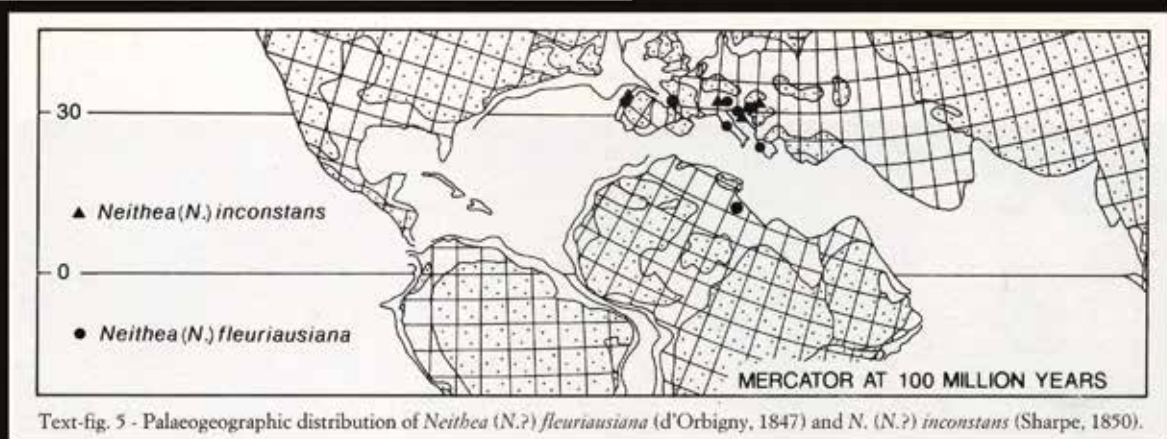 30
▲ Neithea (N.) inconstans
0
● Neithea (N.) fleuriausiana
MERCATOR AT 100 MILLION YEARS
Text-fig. 5 - Palaeogeographic distribution of Neithea (N.?) fleuriausiana (d'Orbigny, 1847) and N. (N.?) inconstans (Sharpe, 1850).